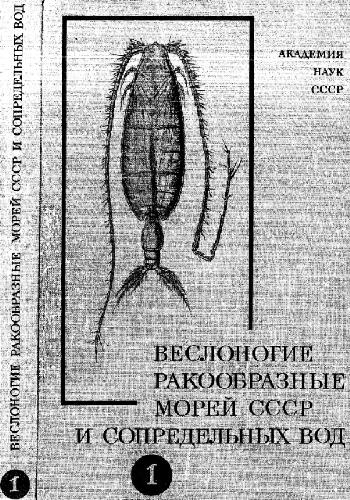 ВЕСЛОНОГИЕ РАКООБРАЗНЫЕ МОРЕЙ СССР И СОПРЕДЕЛЬНЫХ ВОД
1
АКАДЕМИЯ
НАУК
СССР
ВЕСЛОНОГИЕ
РАКООБРАЗНЫЕ
МОРЕЙ СССР
И СОПРЕДЕЛЬНЫХ ВОД
1